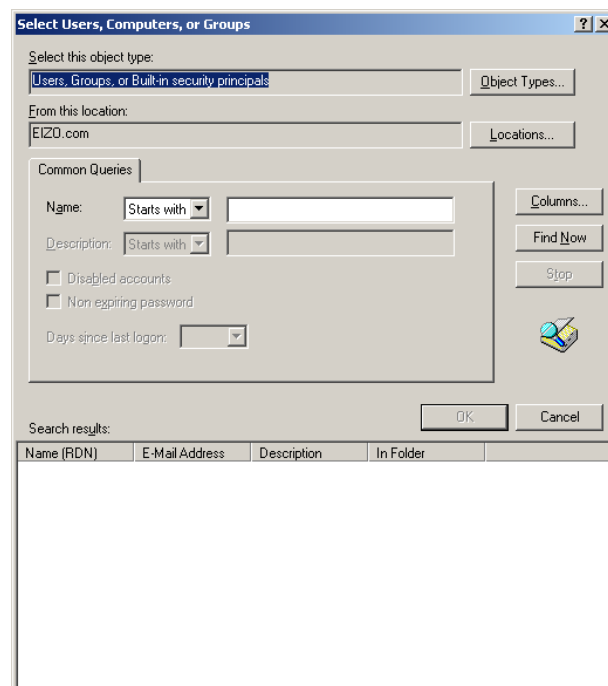 Select Users, Computers, or Groups
Select this object type:
Users, Groups, or Built-in security principals
Object Types...
From this location:
EIZO.com
Locations...
Common Queries
Name:
Starts with
Columns...
Description:
Starts with
Find Now
Disabled accounts
Stop
Non expiring password
Days since last logon:
OK
Cancel
Search results:
Name (RDN) E-Mail Address Description In Folder